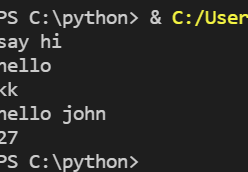 PS C:\python> & C:/User
say hi
hello
kk
hello john
27
PS C:\python>